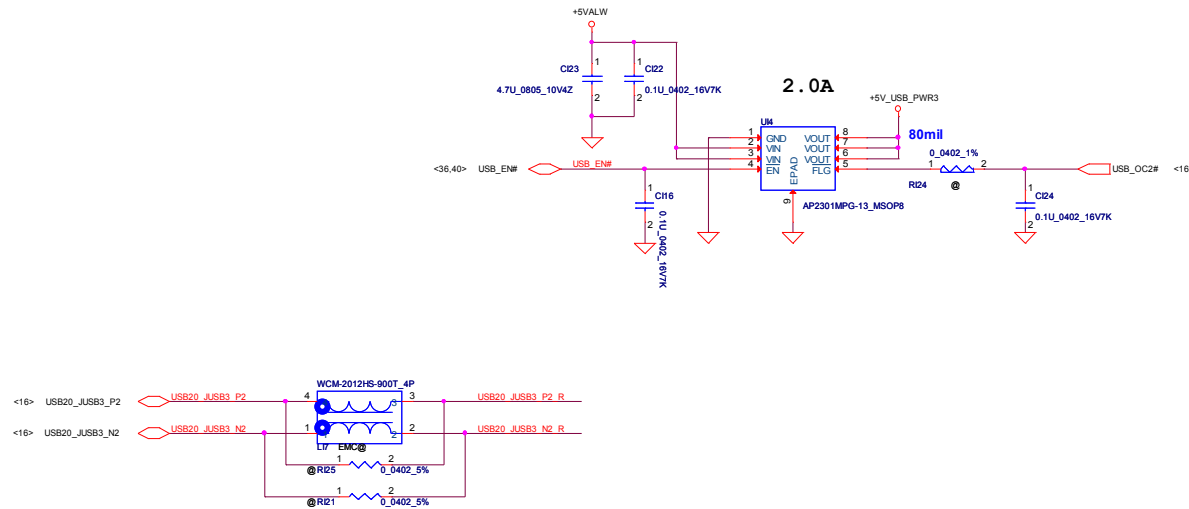 +5VALW
1
CI23
4.7U_0805_10V4Z
2
1
CI22
0.1U_0402_16V7K
2
2.0A
+5V_USB_PWR3
UI4
80mil
1 GND VOUT 8
2 VIN VOUT 7
3 VIN VOUT 6
4 EN FLG 5
EPAD
9
AP2301MPG-13_MSOP8
<36,40> USB_EN# USB_EN#
1
CI16
2
0.1U_0402_16V7K
0_0402_1%
1 2
RI24 @
USB_OC2# <16
1
CI24
2
0.1U_0402_16V7K
WCM-2012HS-900T_4P
<16> USB20_JUSB3_P2 USB20_JUSB3_P2 4 3 3 USB20_JUSB3_P2_R
<16> USB20_JUSB3_N2 USB20_JUSB3_N2 1 1 2 2 USB20_JUSB3_N2_R
LI7 EMC@
1 2
@RI25 0_0402_5%
1 2
@RI21 0_0402_5%